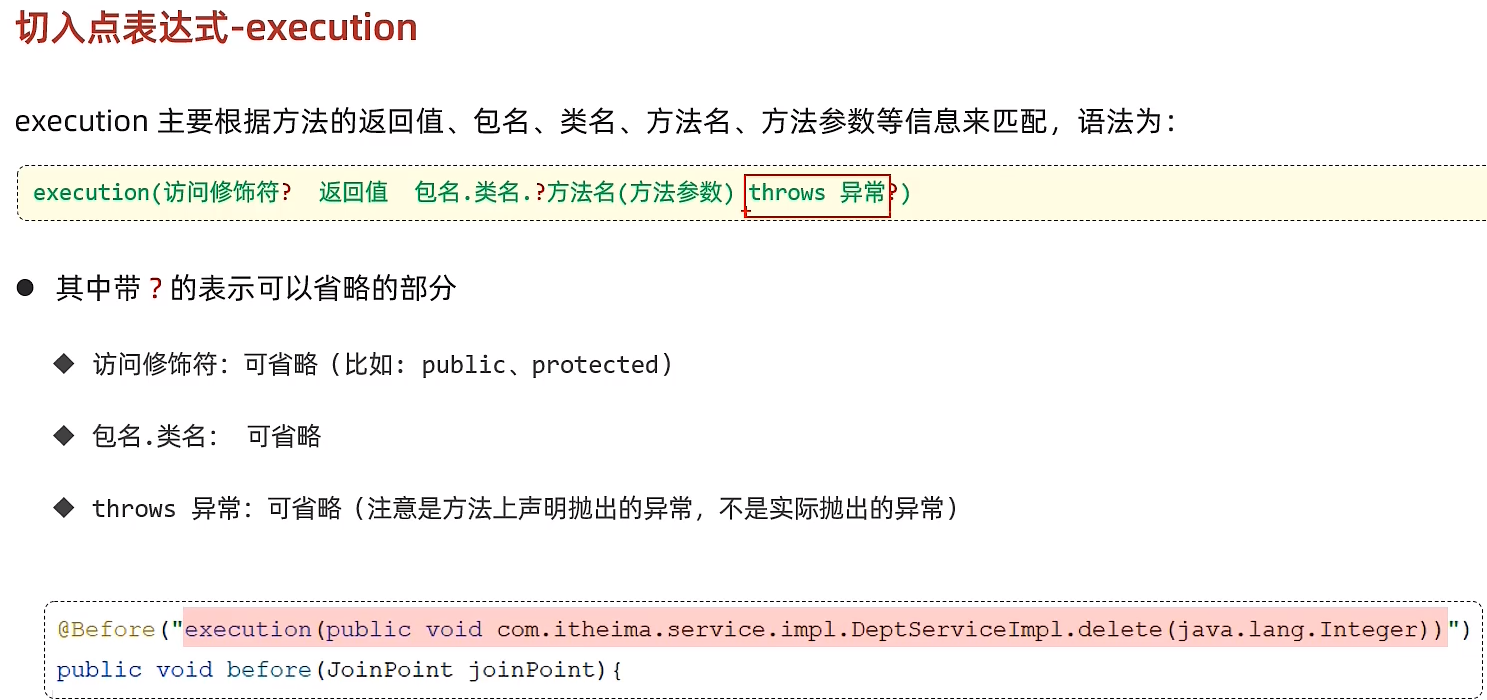 切入点表达式-execution
execution 主要根据方法的返回值、包名、类名、方法名、方法参数等信息来匹配，语法为：
execution(访问修饰符? 返回值 包名.类名.?方法名(方法参数) throws 异常?)
● 其中带 ? 的表示可以省略的部分
◆ 访问修饰符：可省略（比如: public、protected）
◆ 包名.类名： 可省略
◆ throws 异常：可省略（注意是方法上声明抛出的异常，不是实际抛出的异常）
@Before("execution(public void com.itheima.service.impl.DeptServiceImpl.delete(java.lang.Integer))")
public void before(JoinPoint joinPoint){